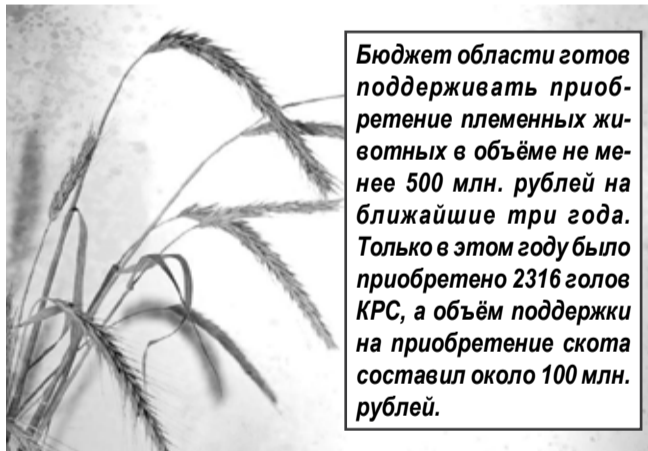 Бюджет области готов
поддерживать приоб-
ретение племенных жи-
вотных в объёме не ме-
нее 500 млн. рублей на
ближайшие три года.
Только в этом году было
приобретено 2316 голов
КРС, а объём поддержки
на приобретение скота
составил около 100 млн.
рублей.